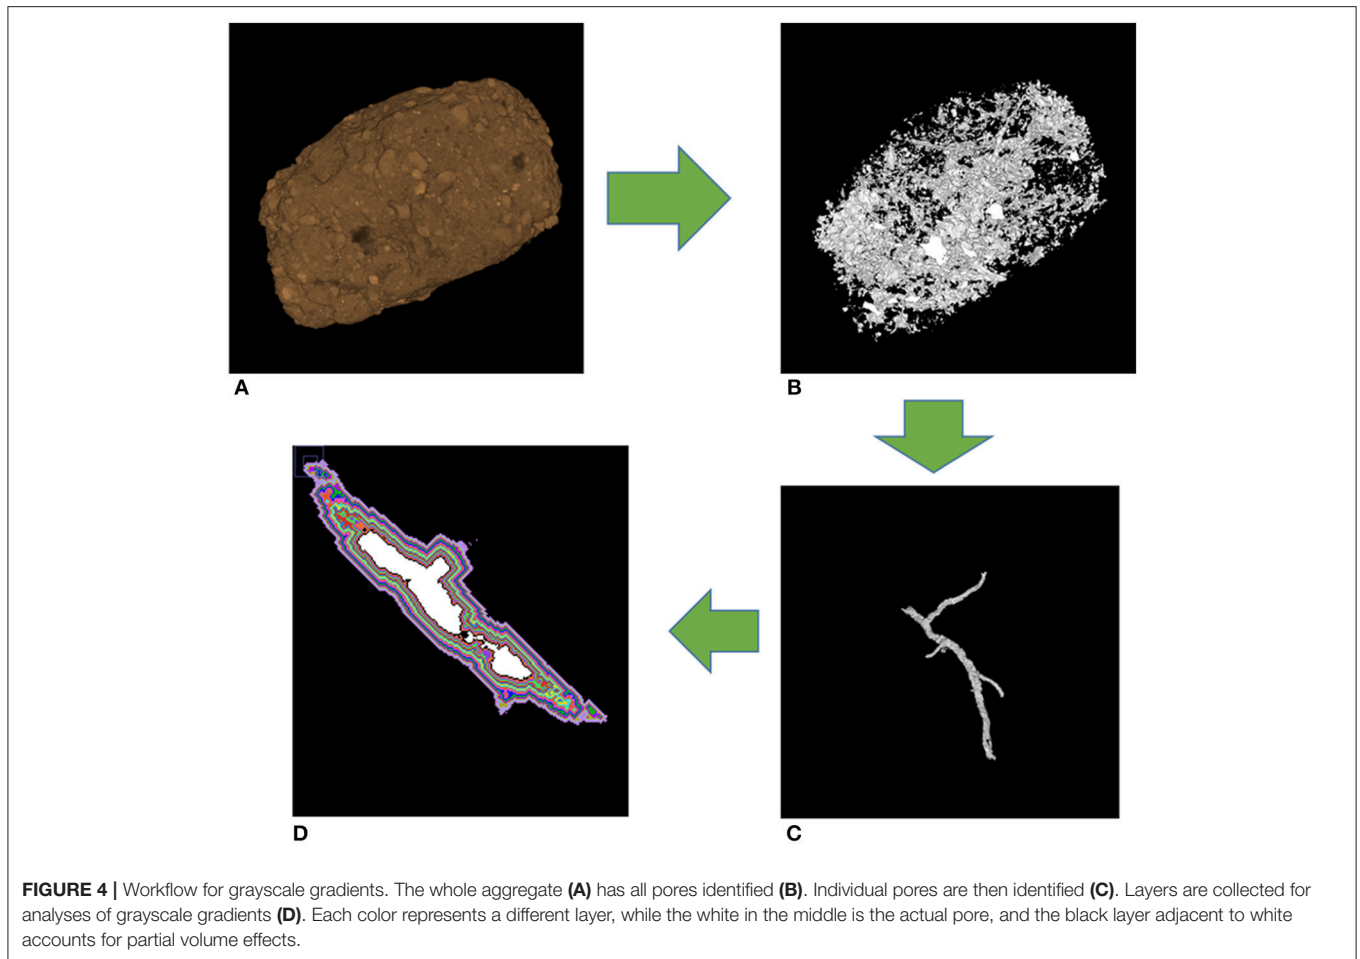 A
B
D
C
FIGURE 4 | Workflow for grayscale gradients. The whole aggregate (A) has all pores identified (B). Individual pores are then identified (C). Layers are collected for
analyses of grayscale gradients (D). Each color represents a different layer, while the white in the middle is the actual pore, and the black layer adjacent to white
accounts for partial volume effects.